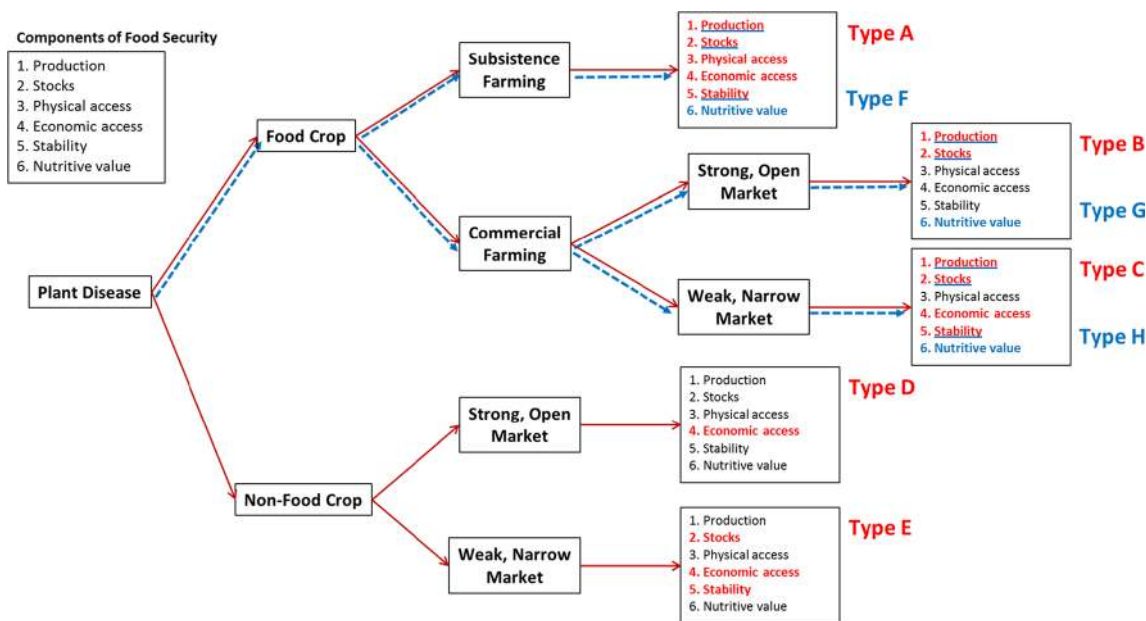 Components of Food Security
1. Production
2. Stocks
3. Physical access
4. Economic access
5. Stability
6. Nutritive value
Plant Disease
Food Crop
Non-Food Crop
Subsistence
Farming
Commercial
Farming
Strong, Open
Market
Weak, Narrow
Market
Strong, Open
Market
Weak, Narrow
Market
1. Production
2. Stocks
3. Physical access
4. Economic access
5. Stability
6. Nutritive value
Type A
Type F
1. Production
2. Stocks
3. Physical access
4. Economic access
5. Stability
6. Nutritive value
Type B
Type G
1. Production
2. Stocks
3. Physical access
4. Economic access
5. Stability
6. Nutritive value
Type C
Type H
1. Production
2. Stocks
3. Physical access
4. Economic access
5. Stability
6. Nutritive value
Type D
1. Production
2. Stocks
3. Physical access
4. Economic access
5. Stability
6. Nutritive value
Type E